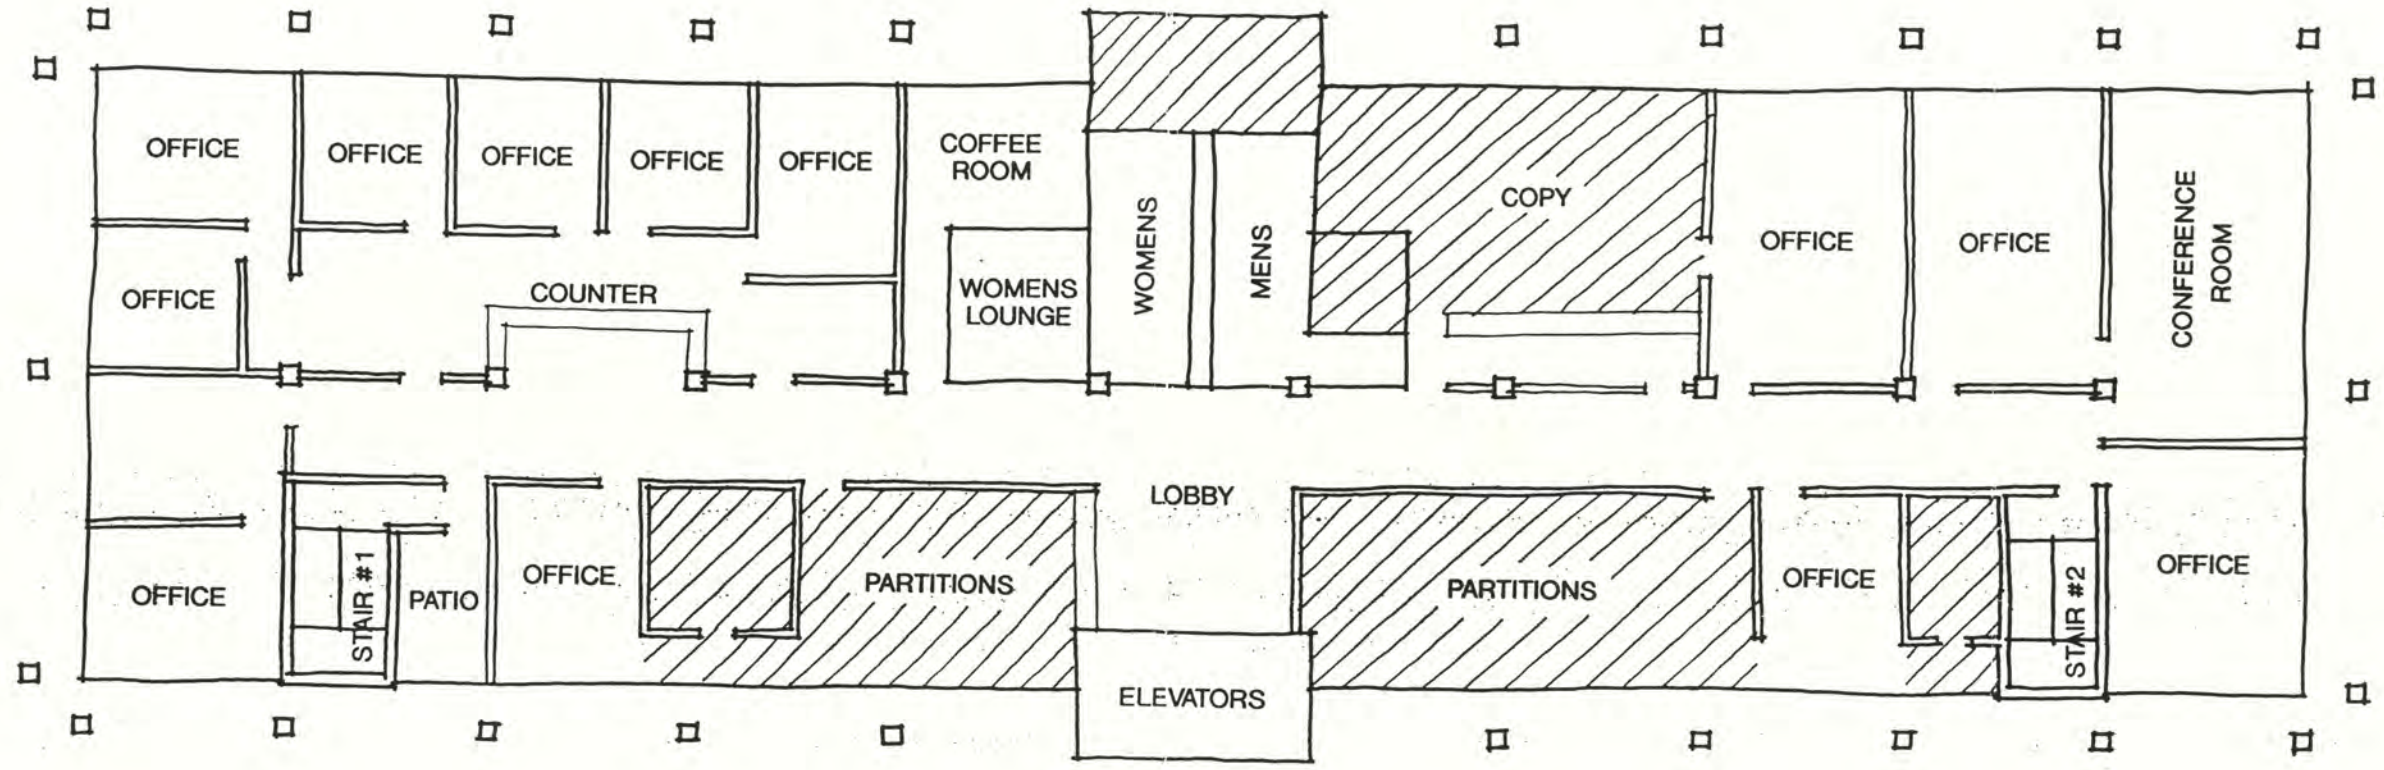 OFFICE
OFFICE
OFFICE
OFFICE
OFFICE
COFFEE
ROOM
COPY
OFFICE
OFFICE
CONFERENCE
ROOM
OFFICE
COUNTER
WOMENS
LOUNGE
WOMENS
MENS
LOBBY
OFFICE
STAIR #1
PATIO
OFFICE
PARTITIONS
PARTITIONS
OFFICE
STAIR #2
OFFICE
ELEVATORS